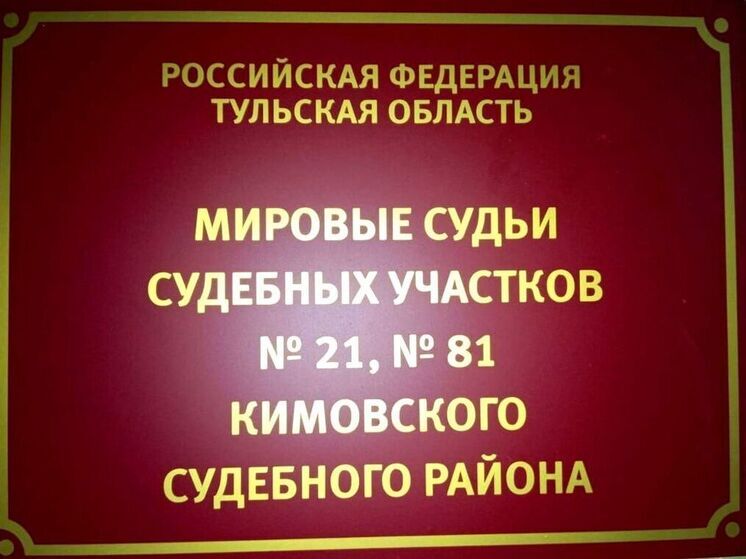 РОССИЙСКАЯ ФЕДЕРАЦИЯ
ТУЛЬСКАЯ ОБЛАСТЬ
МИРОВЫЕ СУДЬИ
СУДЕБНЫХ УЧАСТКОВ
№ 21, № 81
КИМОВСКОГО
СУДЕБНОГО РАЙОНА